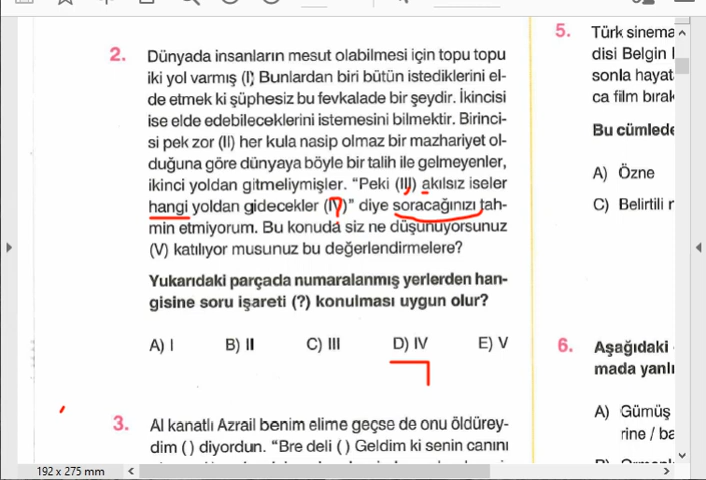 2. Dünyada insanların mesut olabilmesi için topu topu
iki yol varmış (I) Bunlardan biri bütün istediklerini el-
de etmek ki şüphesiz bu fevkalade bir şeydir. İkincisi
ise elde edebileceklerini istemesini bilmektir. Birinci-
si pek zor (II) her kula nasip olmaz bir mazhariyet ol-
duğuna göre dünyaya böyle bir talih ile gelmeyenler,
ikinci yoldan gitmeliymişler. "Peki (III) akılsız iseler
hangi yoldan gidecekler (IV)" diye soracağınızı tah-
min etmiyorum. Bu konuda siz ne düşünüyorsunuz
(V) katılıyor musunuz bu değerlendirmelere?
Yukarıdaki parçada numaralanmış yerlerden han-
gisine soru işareti (?) konulması uygun olur?
A) I B) II C) III D) IV E) V
3. Al kanatlı Azrail benim elime geçse de onu öldürey-
dim ( ) diyordun. "Bre deli ( ) Geldim ki senin canını
5. Türk sinema
disi Belgin
sonla hayat
ca film bırak
Bu cümlede
A) Özne
C) Belirtili
6. Aşağıdaki
mada yanlı
A) Gümüş
rine / ba
192 x 275 mm